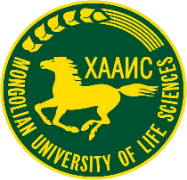 ХААИС
MONGOLIAN UNIVERSITY OF LIFE SCIENCES